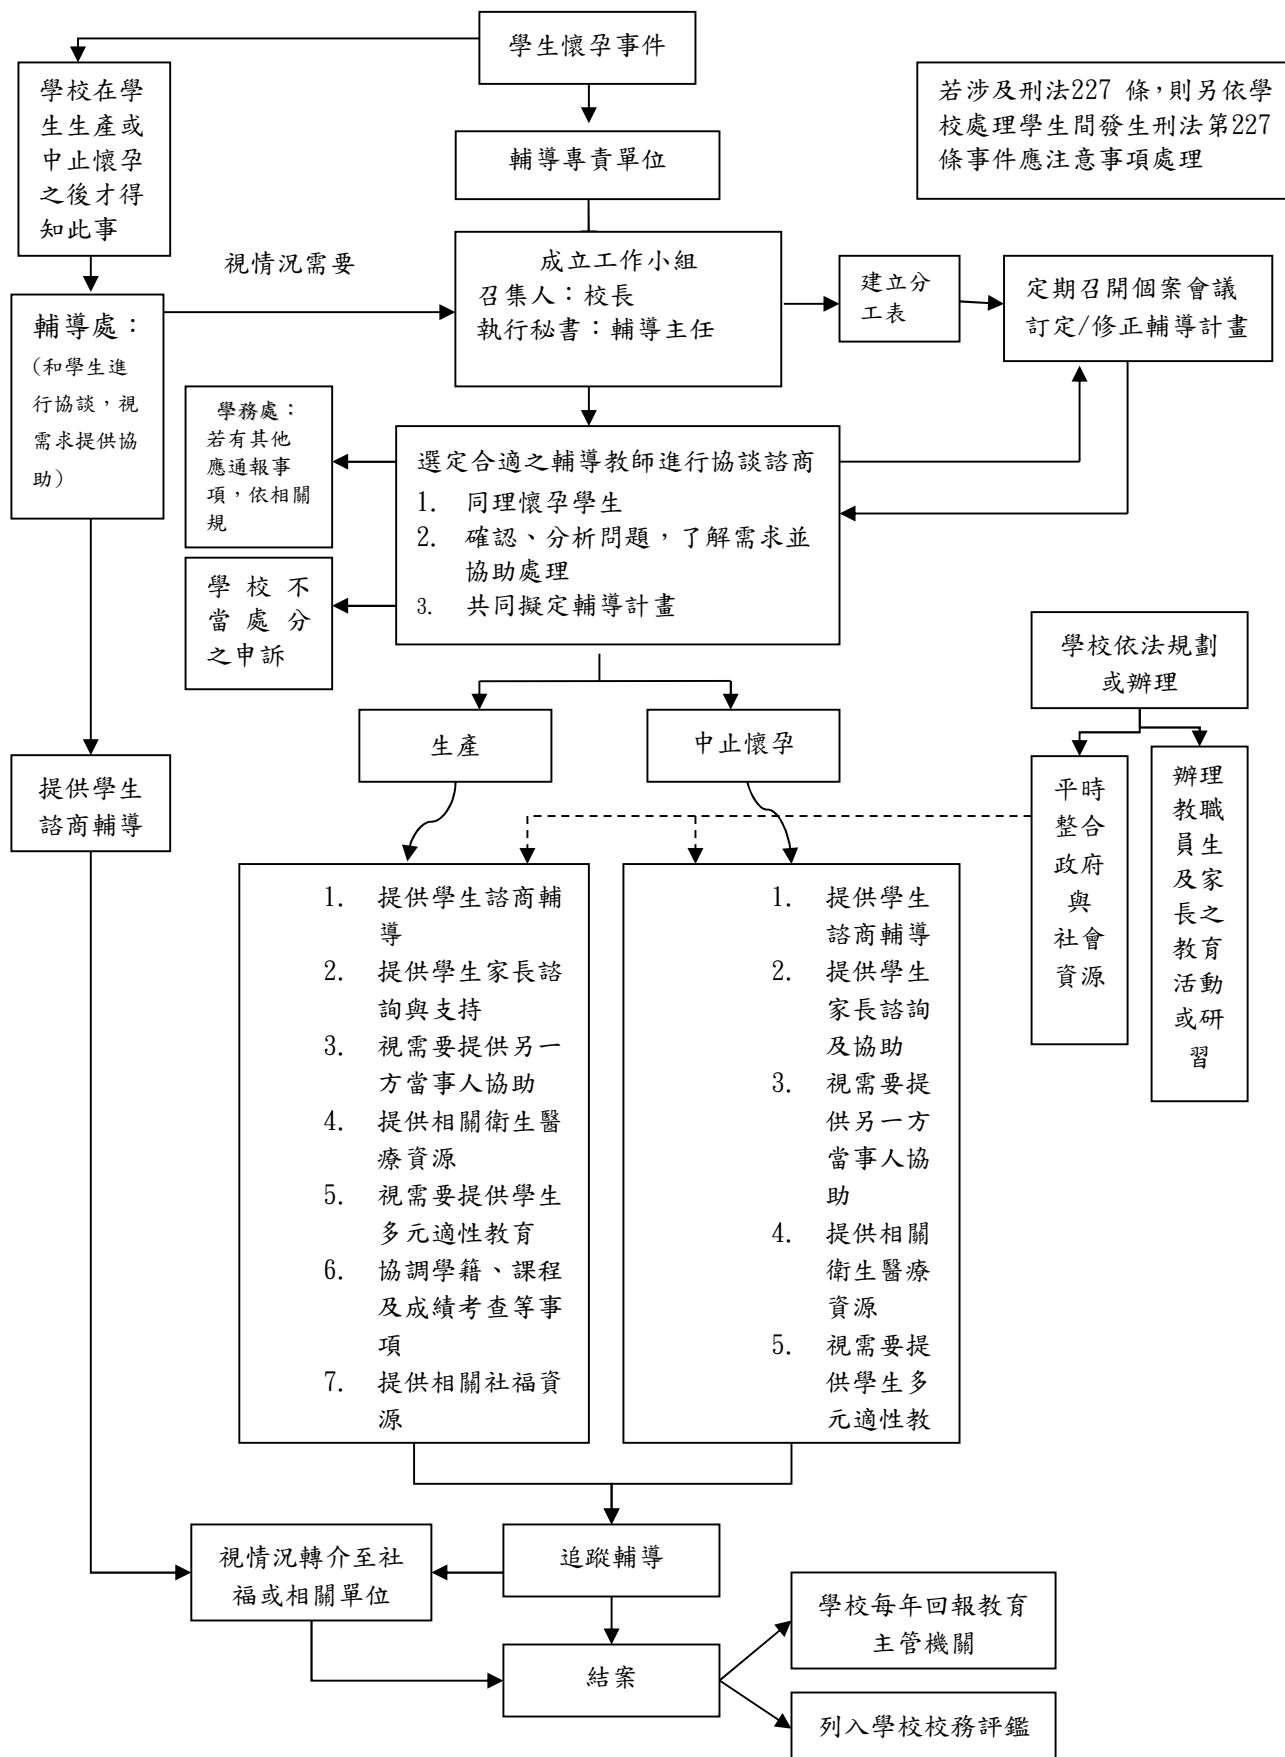 學生懷孕事件
學校在學
生生產或
中止懷孕
之後才得
知此事
若涉及刑法227 條，則另依學
校處理學生間發生刑法第227
條事件應注意事項處理
輔導專責單位
視情況需要
成立工作小組
召集人：校長
執行秘書：輔導主任
建立分
工表
定期召開個案會議
訂定/修正輔導計畫
輔導處：
(和學生進
行協談，視
需求提供協
助)
學務處：
若有其他
應通報事
項，依相關
規
選定合適之輔導教師進行協談諮商
1. 同理懷孕學生
2. 確認、分析問題，了解需求並
協助處理
3. 共同擬定輔導計畫
學校不
當處分
之申訴
學校依法規劃
或辦理
生產
中止懷孕
提供學生
諮商輔導
平時
整合
政府
與
社會
資源
辦理
教職
員生
及家
長之
教育
活動
或研
習
1. 提供學生諮商輔
導
2. 提供學生家長諮
詢與支持
3. 視需要提供另一
方當事人協助
4. 提供相關衛生醫
療資源
5. 視需要提供學生
多元適性教育
6. 協調學籍、課程
及成績考查等事
項
7. 提供相關社福資
源
1. 提供學生
諮商輔導
2. 提供學生
家長諮詢
及協助
3. 視需要提
供另一方
當事人協
助
4. 提供相關
衛生醫療
資源
5. 視需要提
供學生多
元適性教
視情況轉介至社
福或相關單位
追蹤輔導
學校每年回報教育
主管機關
結案
列入學校校務評鑑